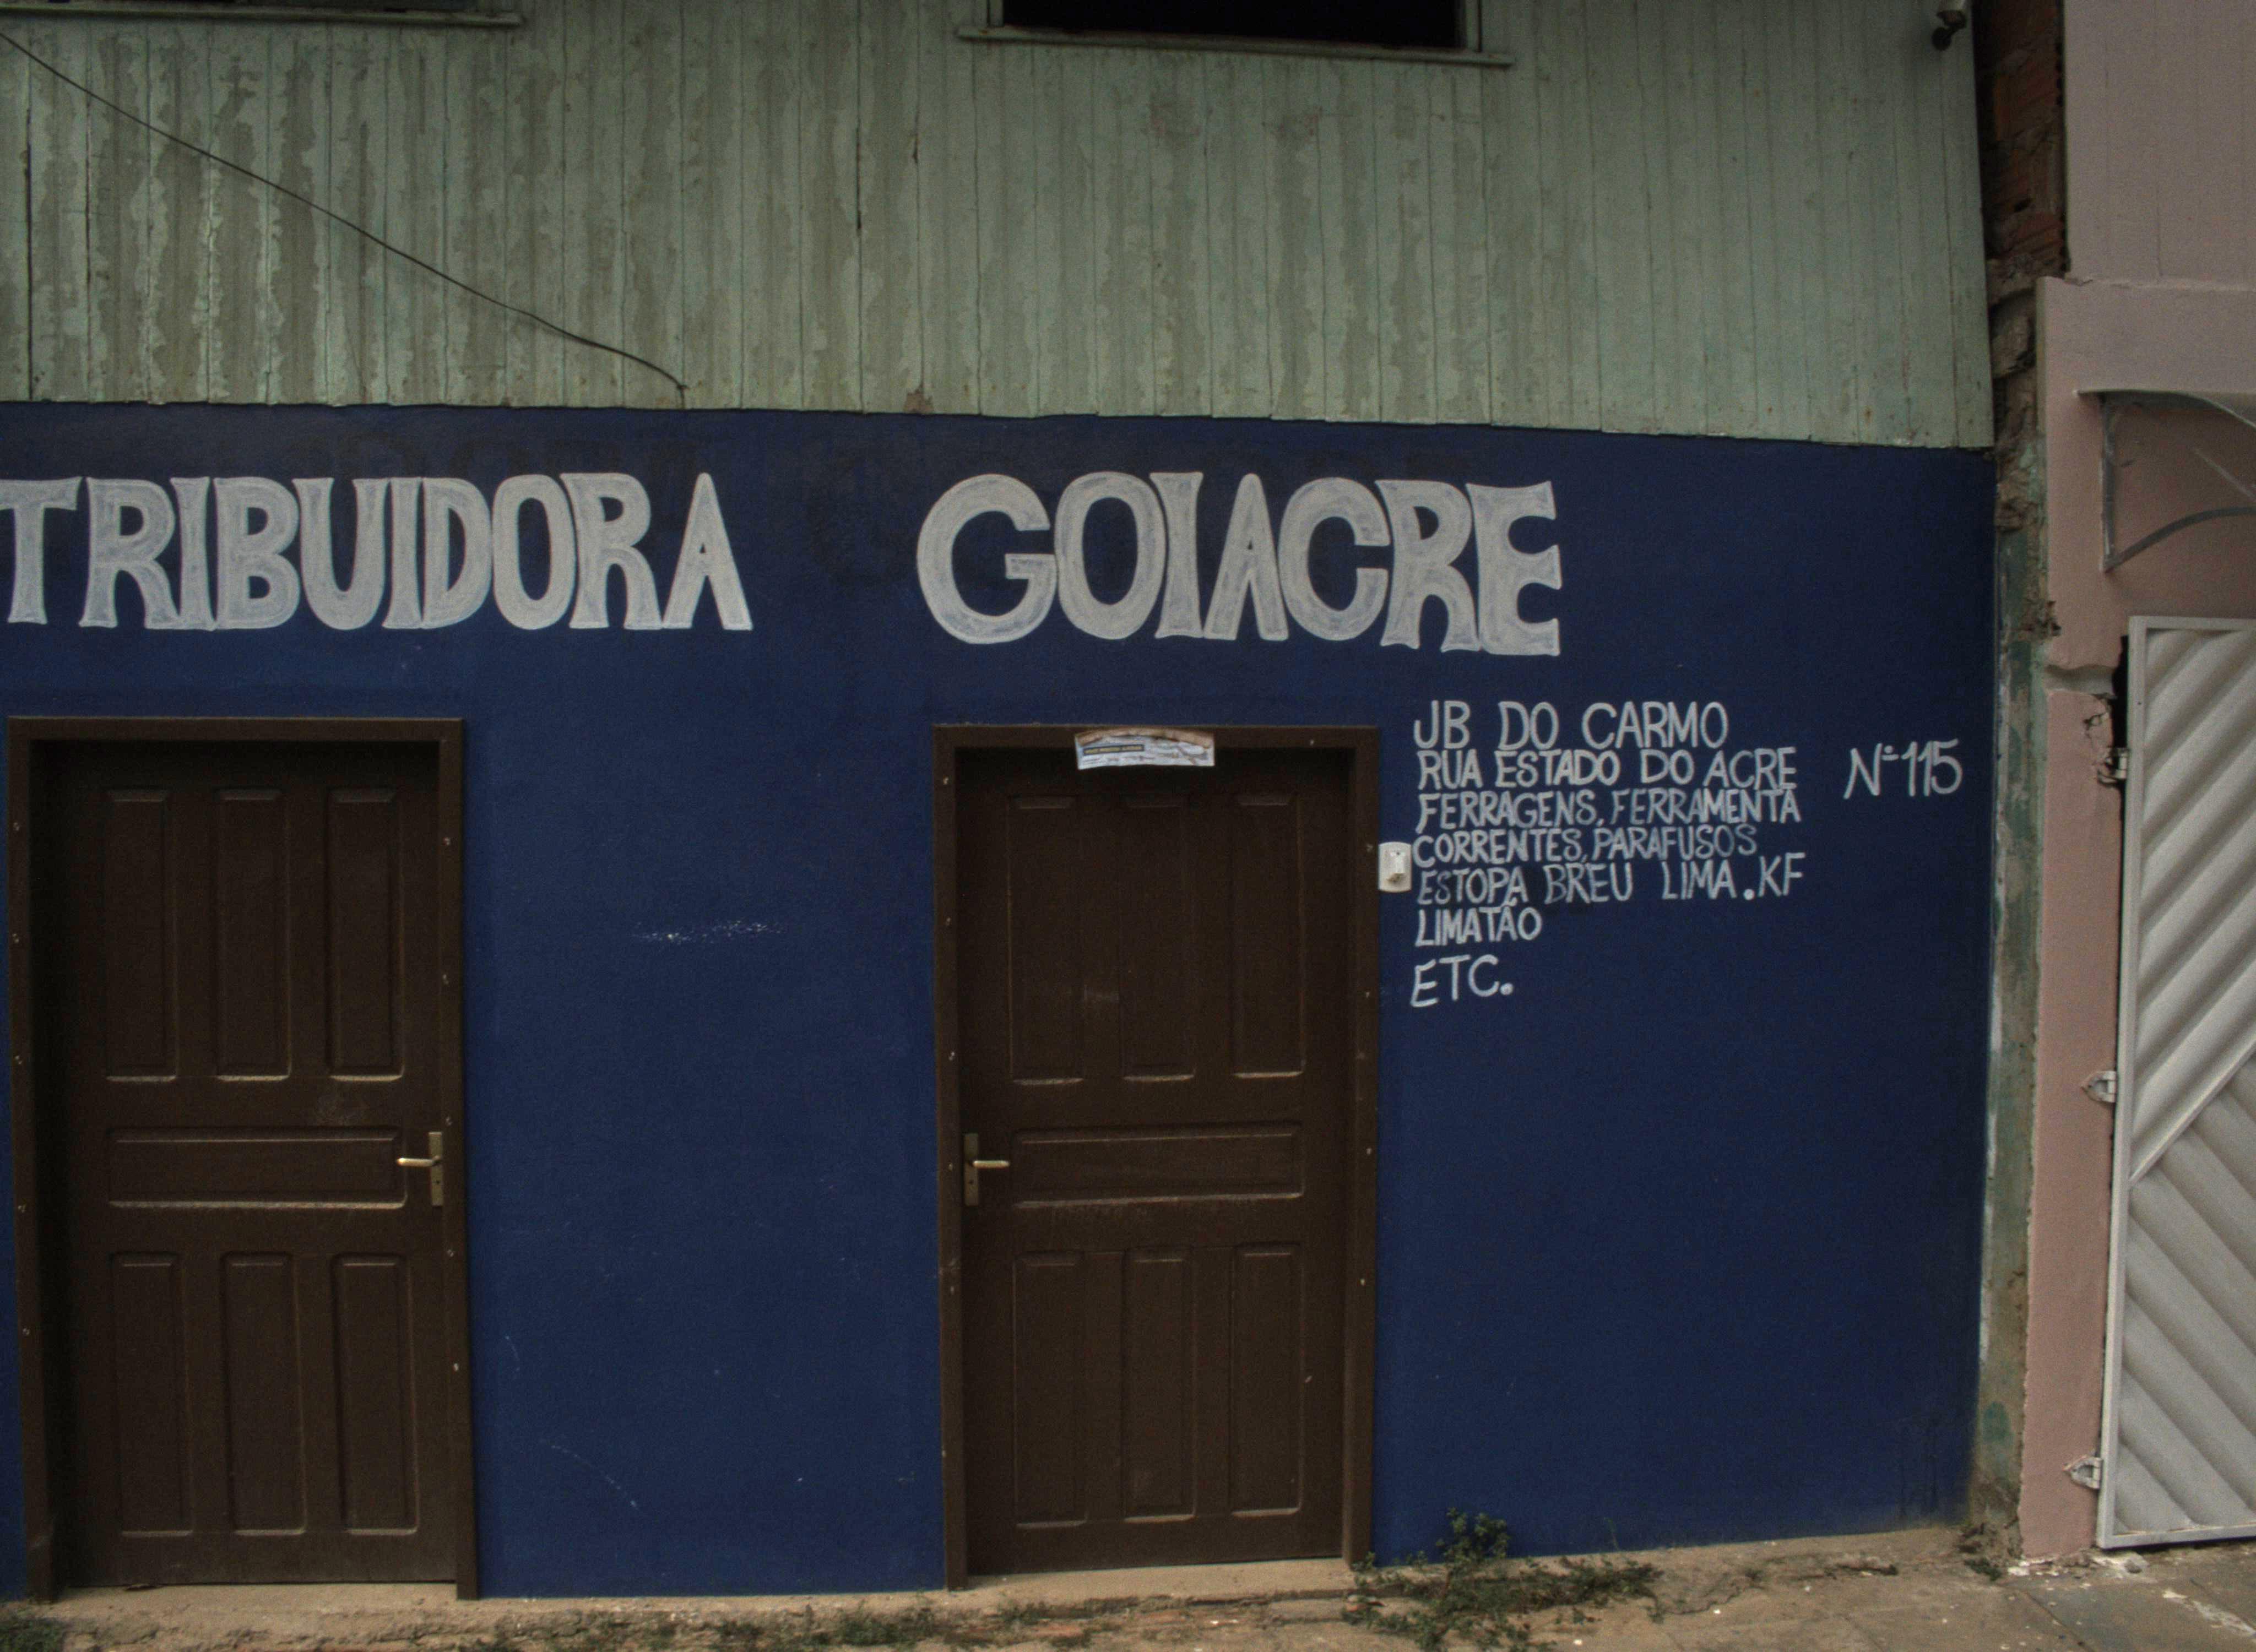 TRIBUIDORA GOIACRE
JB DO CARMO
RUA ESTADO DO ACRE N° 115
FERRAGENS, FERRAMENTA
CORRENTES, PARAFUSOS
ESTOPA BREU LIMA.KF
LIMATÃO
ETC.